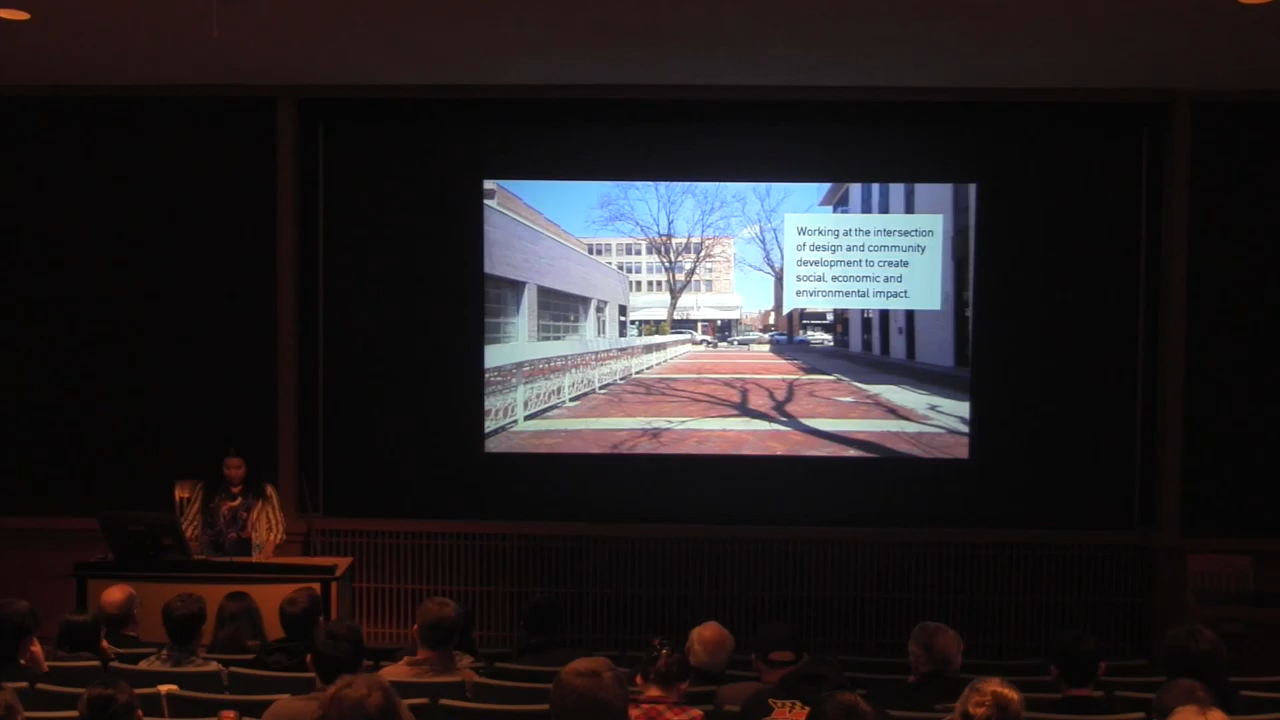 Working at the intersection
of design and community
development to create
social, economic and
environmental impact.